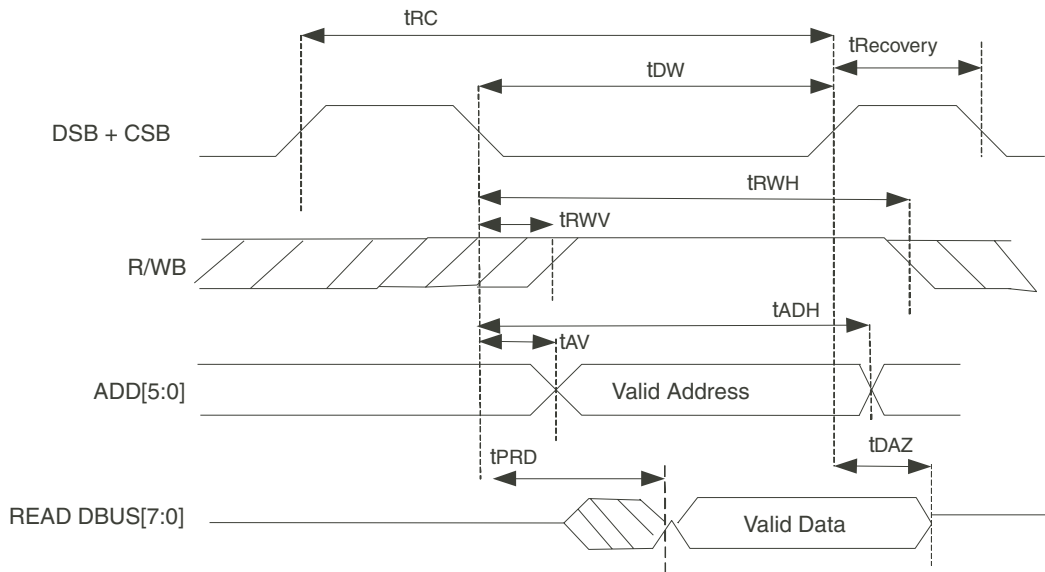 tRC
tRecovery
tDW
DSB + CSB
tRWH
tRWV
R/WB
tADH
tAV
ADD[5:0]
Valid Address
tPRD
tDAZ
READ DBUS[7:0]
Valid Data